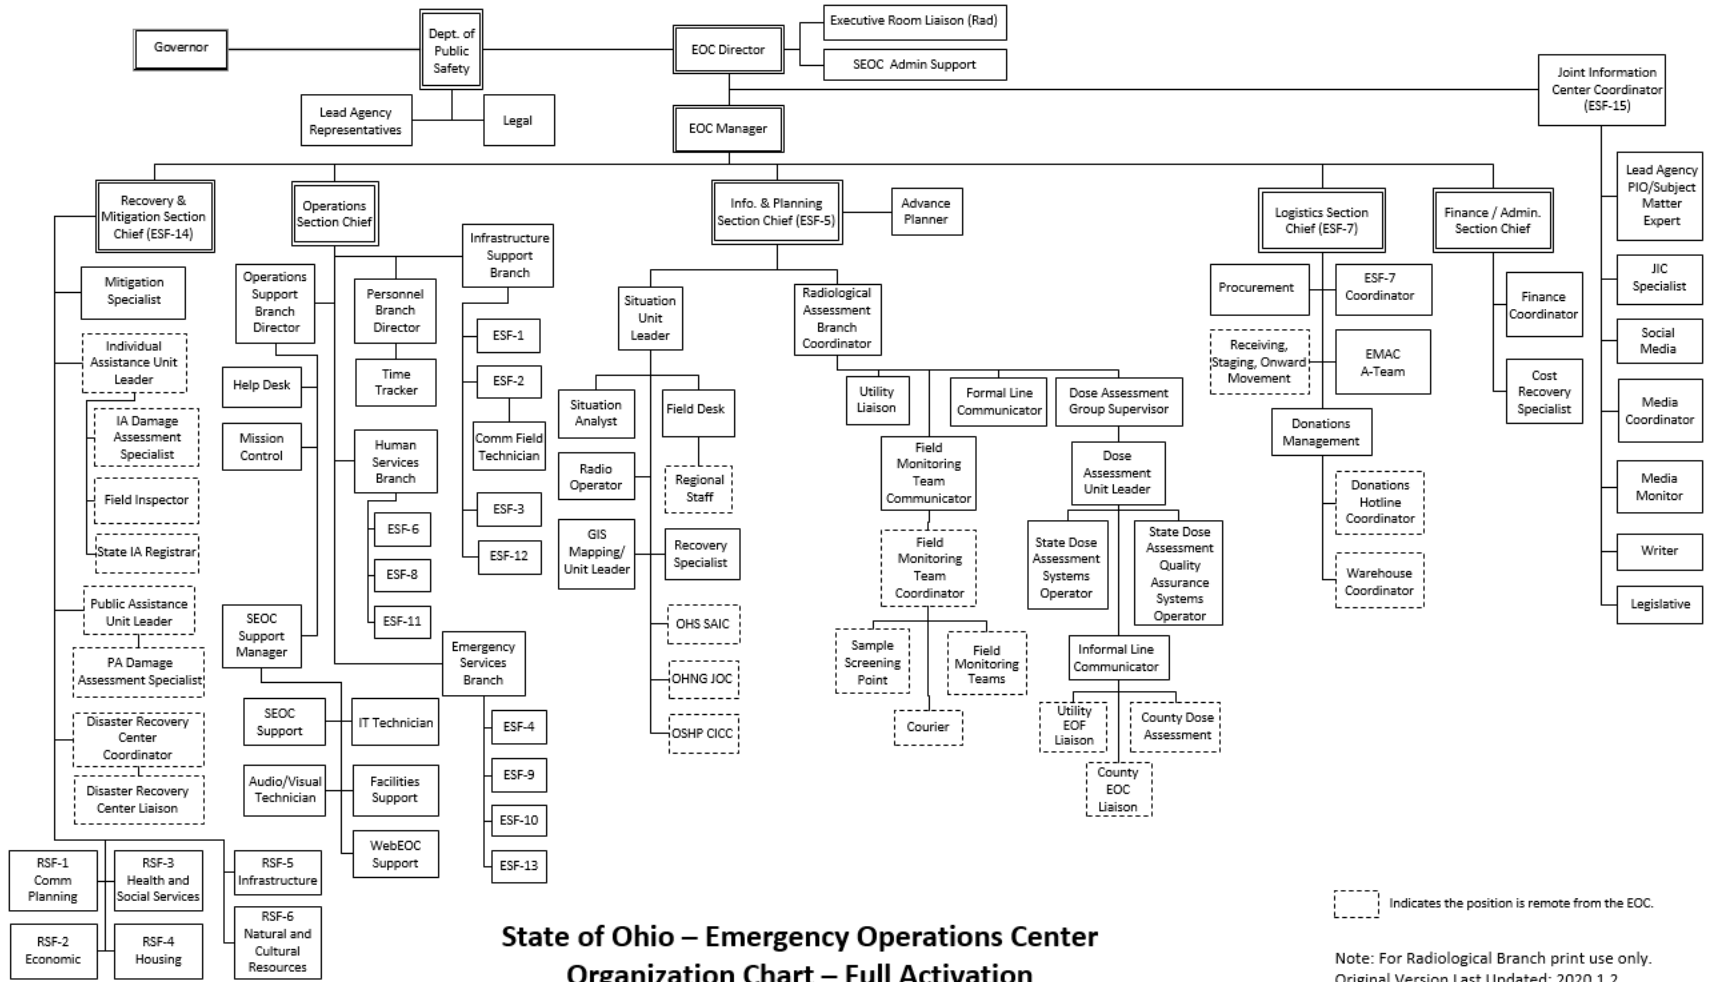 Governor
Dept. of
Public
Safety
EOC Director
Executive Room Liaison (Rad)
SEOC Admin Support
Joint Information
Center Coordinator
(ESF-15)
Lead Agency
Representatives
Legal
EOC Manager
Recovery &
Mitigation Section
Chief (ESF-14)
Operations
Section Chief
Info. & Planning
Section Chief (ESF-5)
Advance
Planner
Logistics Section
Chief (ESF-7)
Finance / Admin.
Section Chief
Lead Agency
PIO/Subject
Matter
Expert
JIC
Specialist
Social
Media
Media
Coordinator
Media
Monitor
Writer
Legislative
Mitigation
Specialist
Individual
Assistance Unit
Leader
IA Damage
Assessment
Specialist
Field Inspector
State IA Registrar
Public Assistance
Unit Leader
PA Damage
Assessment Specialist
Disaster Recovery
Center
Coordinator
Disaster Recovery
Center Liaison
RSF-1
Comm
Planning
RSF-3
Health and
Social Services
RSF-5
Infrastructure
RSF-2
Economic
RSF-4
Housing
RSF-6
Natural and
Cultural
Resources
Operations
Support
Branch
Director
Help Desk
Mission
Control
SEOC
Support
Manager
SEOC
Support
IT Technician
Audio/Visual
Technician
Facilities
Support
WebEOC
Support
Personnel
Branch
Director
Time
Tracker
Human
Services
Branch
ESF-6
ESF-8
ESF-11
Infrastructure
Support
Branch
ESF-1
ESF-2
Comm Field
Technician
ESF-3
ESF-12
Emergency
Services
Branch
ESF-4
ESF-9
ESF-10
ESF-13
Situation
Unit
Leader
Situation
Analyst
Field Desk
Radio
Operator
Regional
Staff
GIS
Mapping/
Unit Leader
Recovery
Specialist
OHS SAIC
OHNG JOC
OSHP CICC
Radiological
Assessment
Branch
Coordinator
Utility
Liaison
Formal Line
Communicator
Dose Assessment
Group Supervisor
Field
Monitoring
Team
Communicator
Field
Monitoring
Team
Coordinator
Sample
Screening
Point
Field
Monitoring
Teams
Courier
Dose
Assessment
Unit Leader
State Dose
Assessment
Systems
Operator
State Dose
Assessment
Quality
Assurance
Systems
Operator
Informal Line
Communicator
Utility
EOF
Liaison
County Dose
Assessment
County
EOC
Liaison
Procurement
ESF-7
Coordinator
Receiving,
Staging, Onward
Movement
EMAC
A-Team
Donations
Management
Donations
Hotline
Coordinator
Warehouse
Coordinator
Finance
Coordinator
Cost
Recovery
Specialist
Indicates the position is remote from the EOC.
State of Ohio – Emergency Operations Center
Organization Chart – Full Activation
Note: For Radiological Branch print use only.
Original Version Last Updated: 2020.1.2